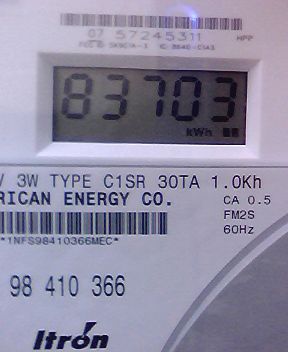 07 57245311 HPP
83703
kWh
V 3W TYPE C1SR 30TA 1.0Kh
RICAN ENERGY CO. CA 0.5
FM2S
*1NFS98410366MEC* 60Hz
98 410 366
Itron